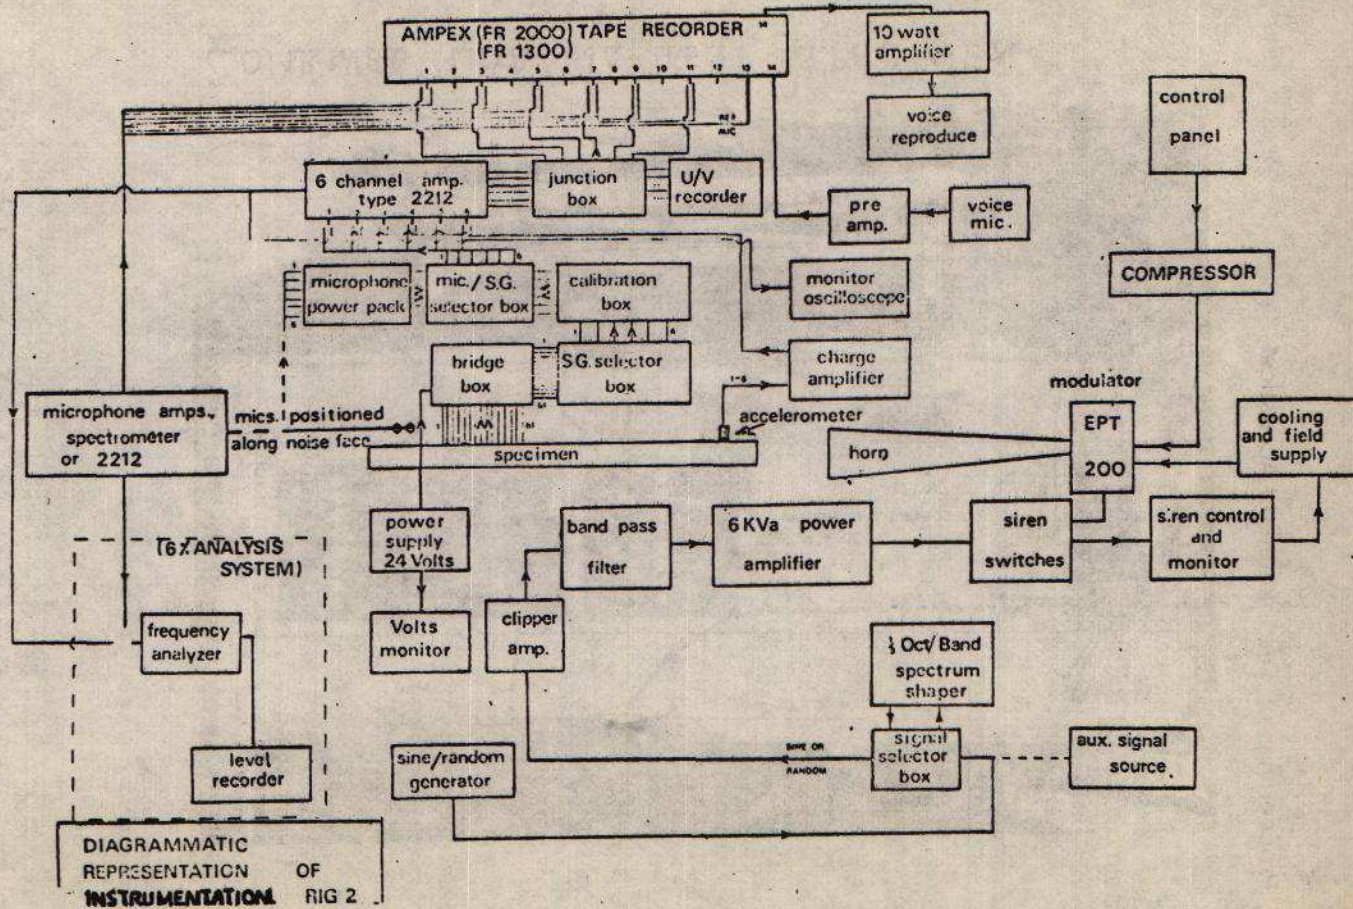 AMPEX (FR 2000) TAPE RECORDER 14
(FR 1300)
1 2 3 4 5 6 7 8 9 10 11 12 13 14
10 watt
amplifier
voice
reproduce
control
panel
REF
MIC
6 channel amp.
type 2212
junction
box
U/V
recorder
pre
amp.
voice
mic.
COMPRESSOR
microphone
power pack
mic./S.G.
selector box
calibration
box
monitor
oscilloscope
bridge
box
S.G. selector
box
charge
amplifier
1-6
accelerometer
modulator
EPT
200
cooling
and field
supply
microphone amps.,
spectrometer
or 2212
mics. positioned
along noise face
specimen
horn
power
supply
24 Volts
band pass
filter
6 KVa power
amplifier
siren
switches
siren control
and
monitor
(6% ANALYSIS
SYSTEM)
frequency
analyzer
Volts
monitor
clipper
amp.
Oct/Band
spectrum
shaper
level
recorder
sine/random
generator
SINE OR
RANDOM
signal
selector
box
aux. signal
source
DIAGRAMMATIC
REPRESENTATION OF
INSTRUMENTATION RIG 2